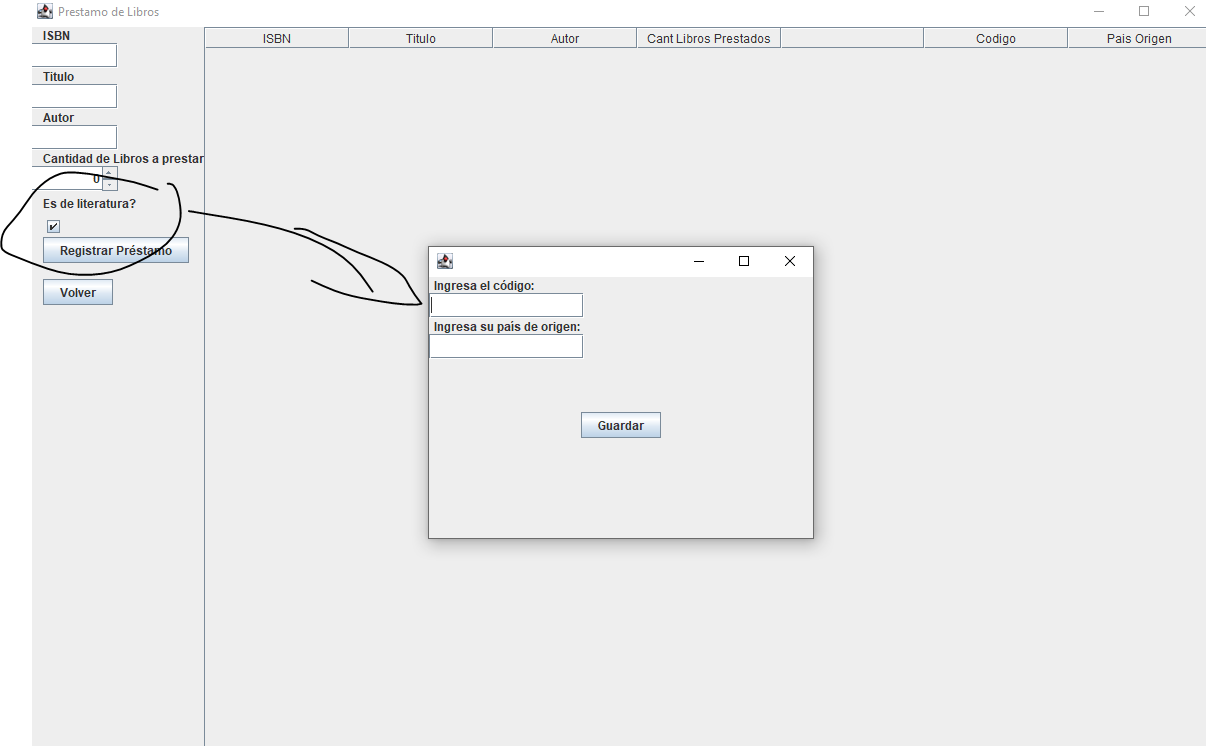 Prestamo de Libros
ISBN
Titulo
Autor
Cantidad de Libros a prestar
0
Es de literatura?
Registrar Préstamo
Volver
ISBN Titulo Autor Cant Libros Prestados Codigo Pais Origen
Ingresa el código:
Ingresa su país de origen:
Guardar